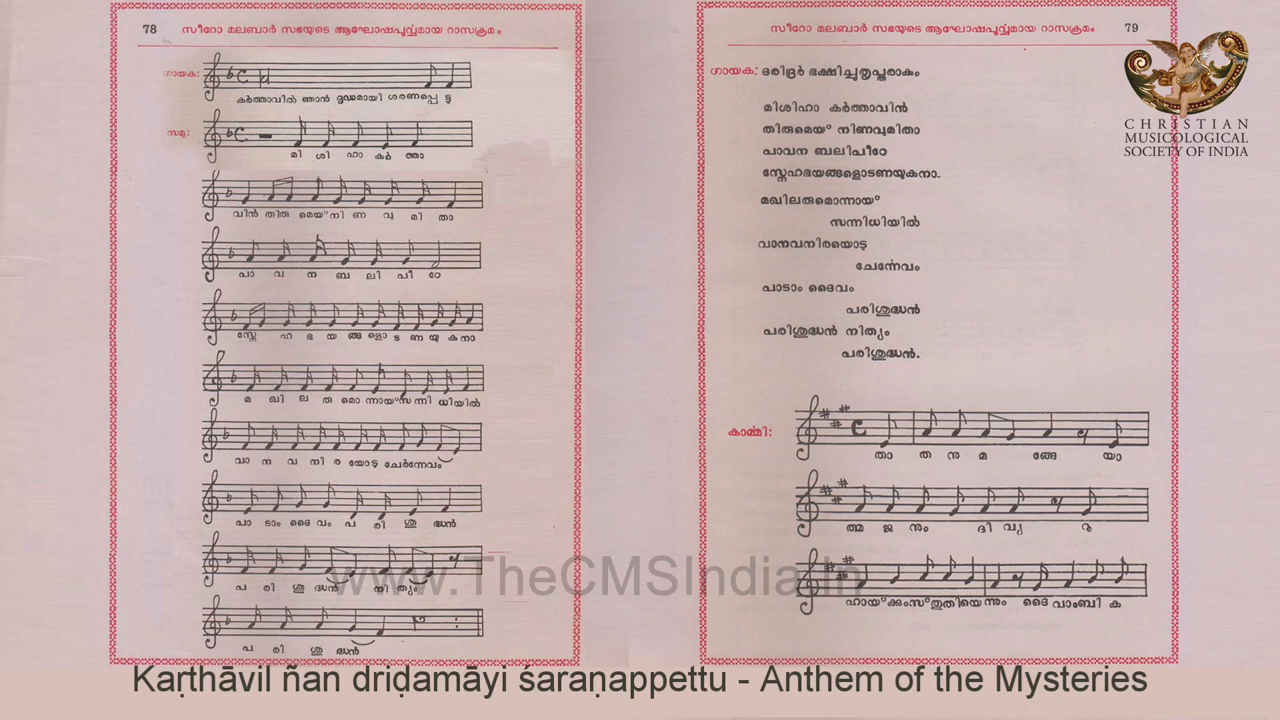 78 സീറോ മലബാർ സഭയുടെ ആഘോഷപൂർവ്വമായ റാസക്രമം
ഗായക:
കർത്താവിൽ ഞാൻ ദൃഢമായി ശരണപ്പെ ട്ടു
സമൂ:
മി ശി ഹാ കർ ത്താ
വിൻ തിരു മെയ് നി ണ വു മി താ
പാ വ ന ബ ലി പീ ഠേ
സ്നേ ഹ ഭ യ ങ്ങ ളൊ ട ണ യു ക നാ
മ ഖി ല രു മൊ ന്നായ് സ ന്നി ധിയിൽ
വാ ന വ നി ര യോടു ചേർന്നേവം
പാ ടാം ദൈ വം പ രി ശു ദ്ധൻ
പ രി ശു ദ്ധൻ നി ത്യം
പ രി ശു ദ്ധൻ
സീറോ മലബാർ സഭയുടെ ആഘോഷപൂർവ്വമായ റാസക്രമം 79
ഗായക: ദരിദ്രർ ഭക്ഷിച്ചു തൃപ്തരാകും
മിശിഹാ കർത്താവിൻ
തിരുമെയ് നിണവുമിതാ
പാവന ബലിപീഠേ
സ്നേഹഭയങ്ങളൊടണയുകനാ.
മഖിലരുമൊന്നായ്
സന്നിധിയിൽ
വാനവനിരയൊടു
ചേർന്നേവം
പാടാം ദൈവം
പരിശുദ്ധൻ
പരിശുദ്ധൻ നിത്യം
പരിശുദ്ധൻ.
കാർമ്മി:
താ ത നു മ ങ്ങേ യാ
ത്മ ജ നും ദി വ്യ റൂ
ഹായ്ക്കും സ്തുതിയെ ന്നും ദൈ വാംബി ക
CHRISTIAN
MUSICOLOGICAL
SOCIETY OF INDIA
www.TheCMSIndia.In
Kaṛthāvil ñan driḍamāyi śaraṇappettu - Anthem of the Mysteries